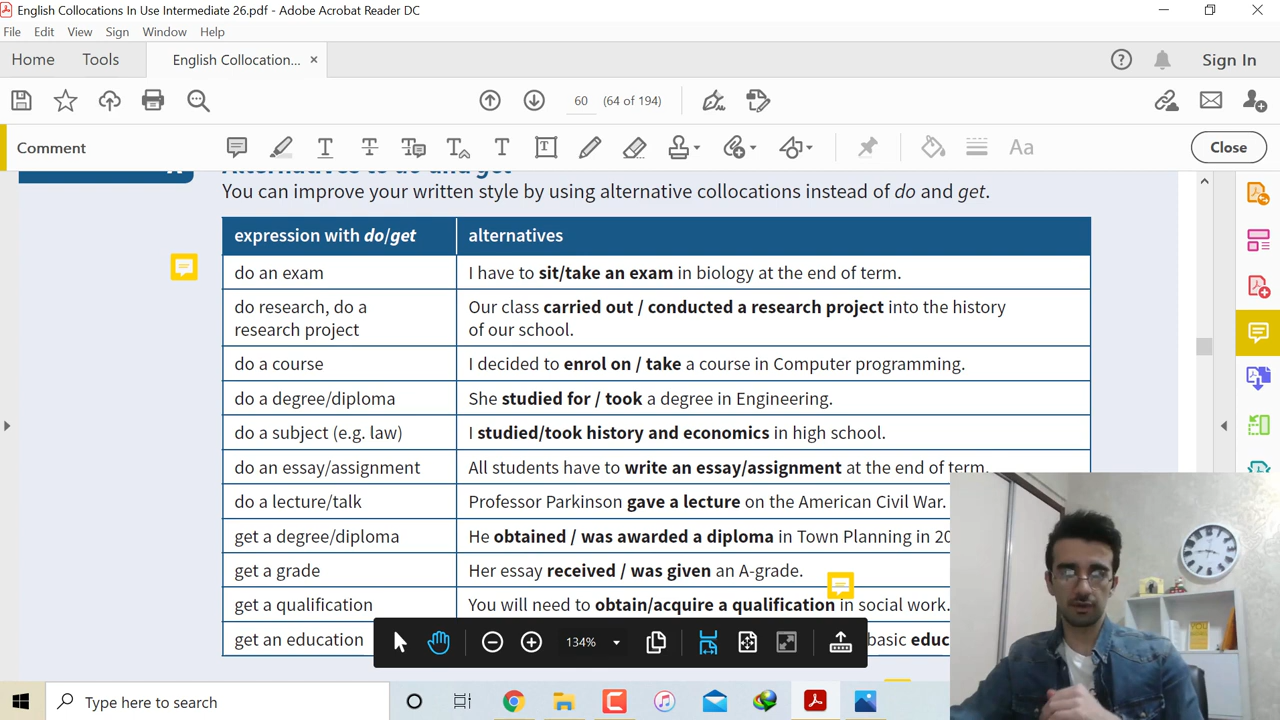 English Collocations In Use Intermediate 26.pdf - Adobe Acrobat Reader DC
File Edit View Sign Window Help
Home Tools English Collocation... × Sign In
60 (64 of 194)
Comment Aa Close
Alternatives to do and get
You can improve your written style by using alternative collocations instead of do and get.
expression with do/get alternatives
do an exam I have to sit/take an exam in biology at the end of term.
do research, do a Our class carried out / conducted a research project into the history
research project of our school.
do a course I decided to enrol on / take a course in Computer programming.
do a degree/diploma She studied for / took a degree in Engineering.
do a subject (e.g. law) I studied/took history and economics in high school.
do an essay/assignment All students have to write an essay/assignment at the end of term.
do a lecture/talk Professor Parkinson gave a lecture on the American Civil War.
get a degree/diploma He obtained / was awarded a diploma in Town Planning in 20
get a grade Her essay received / was given an A-grade.
get a qualification You will need to obtain/acquire a qualification in social work.
get an education basic educ
134%
Type here to search